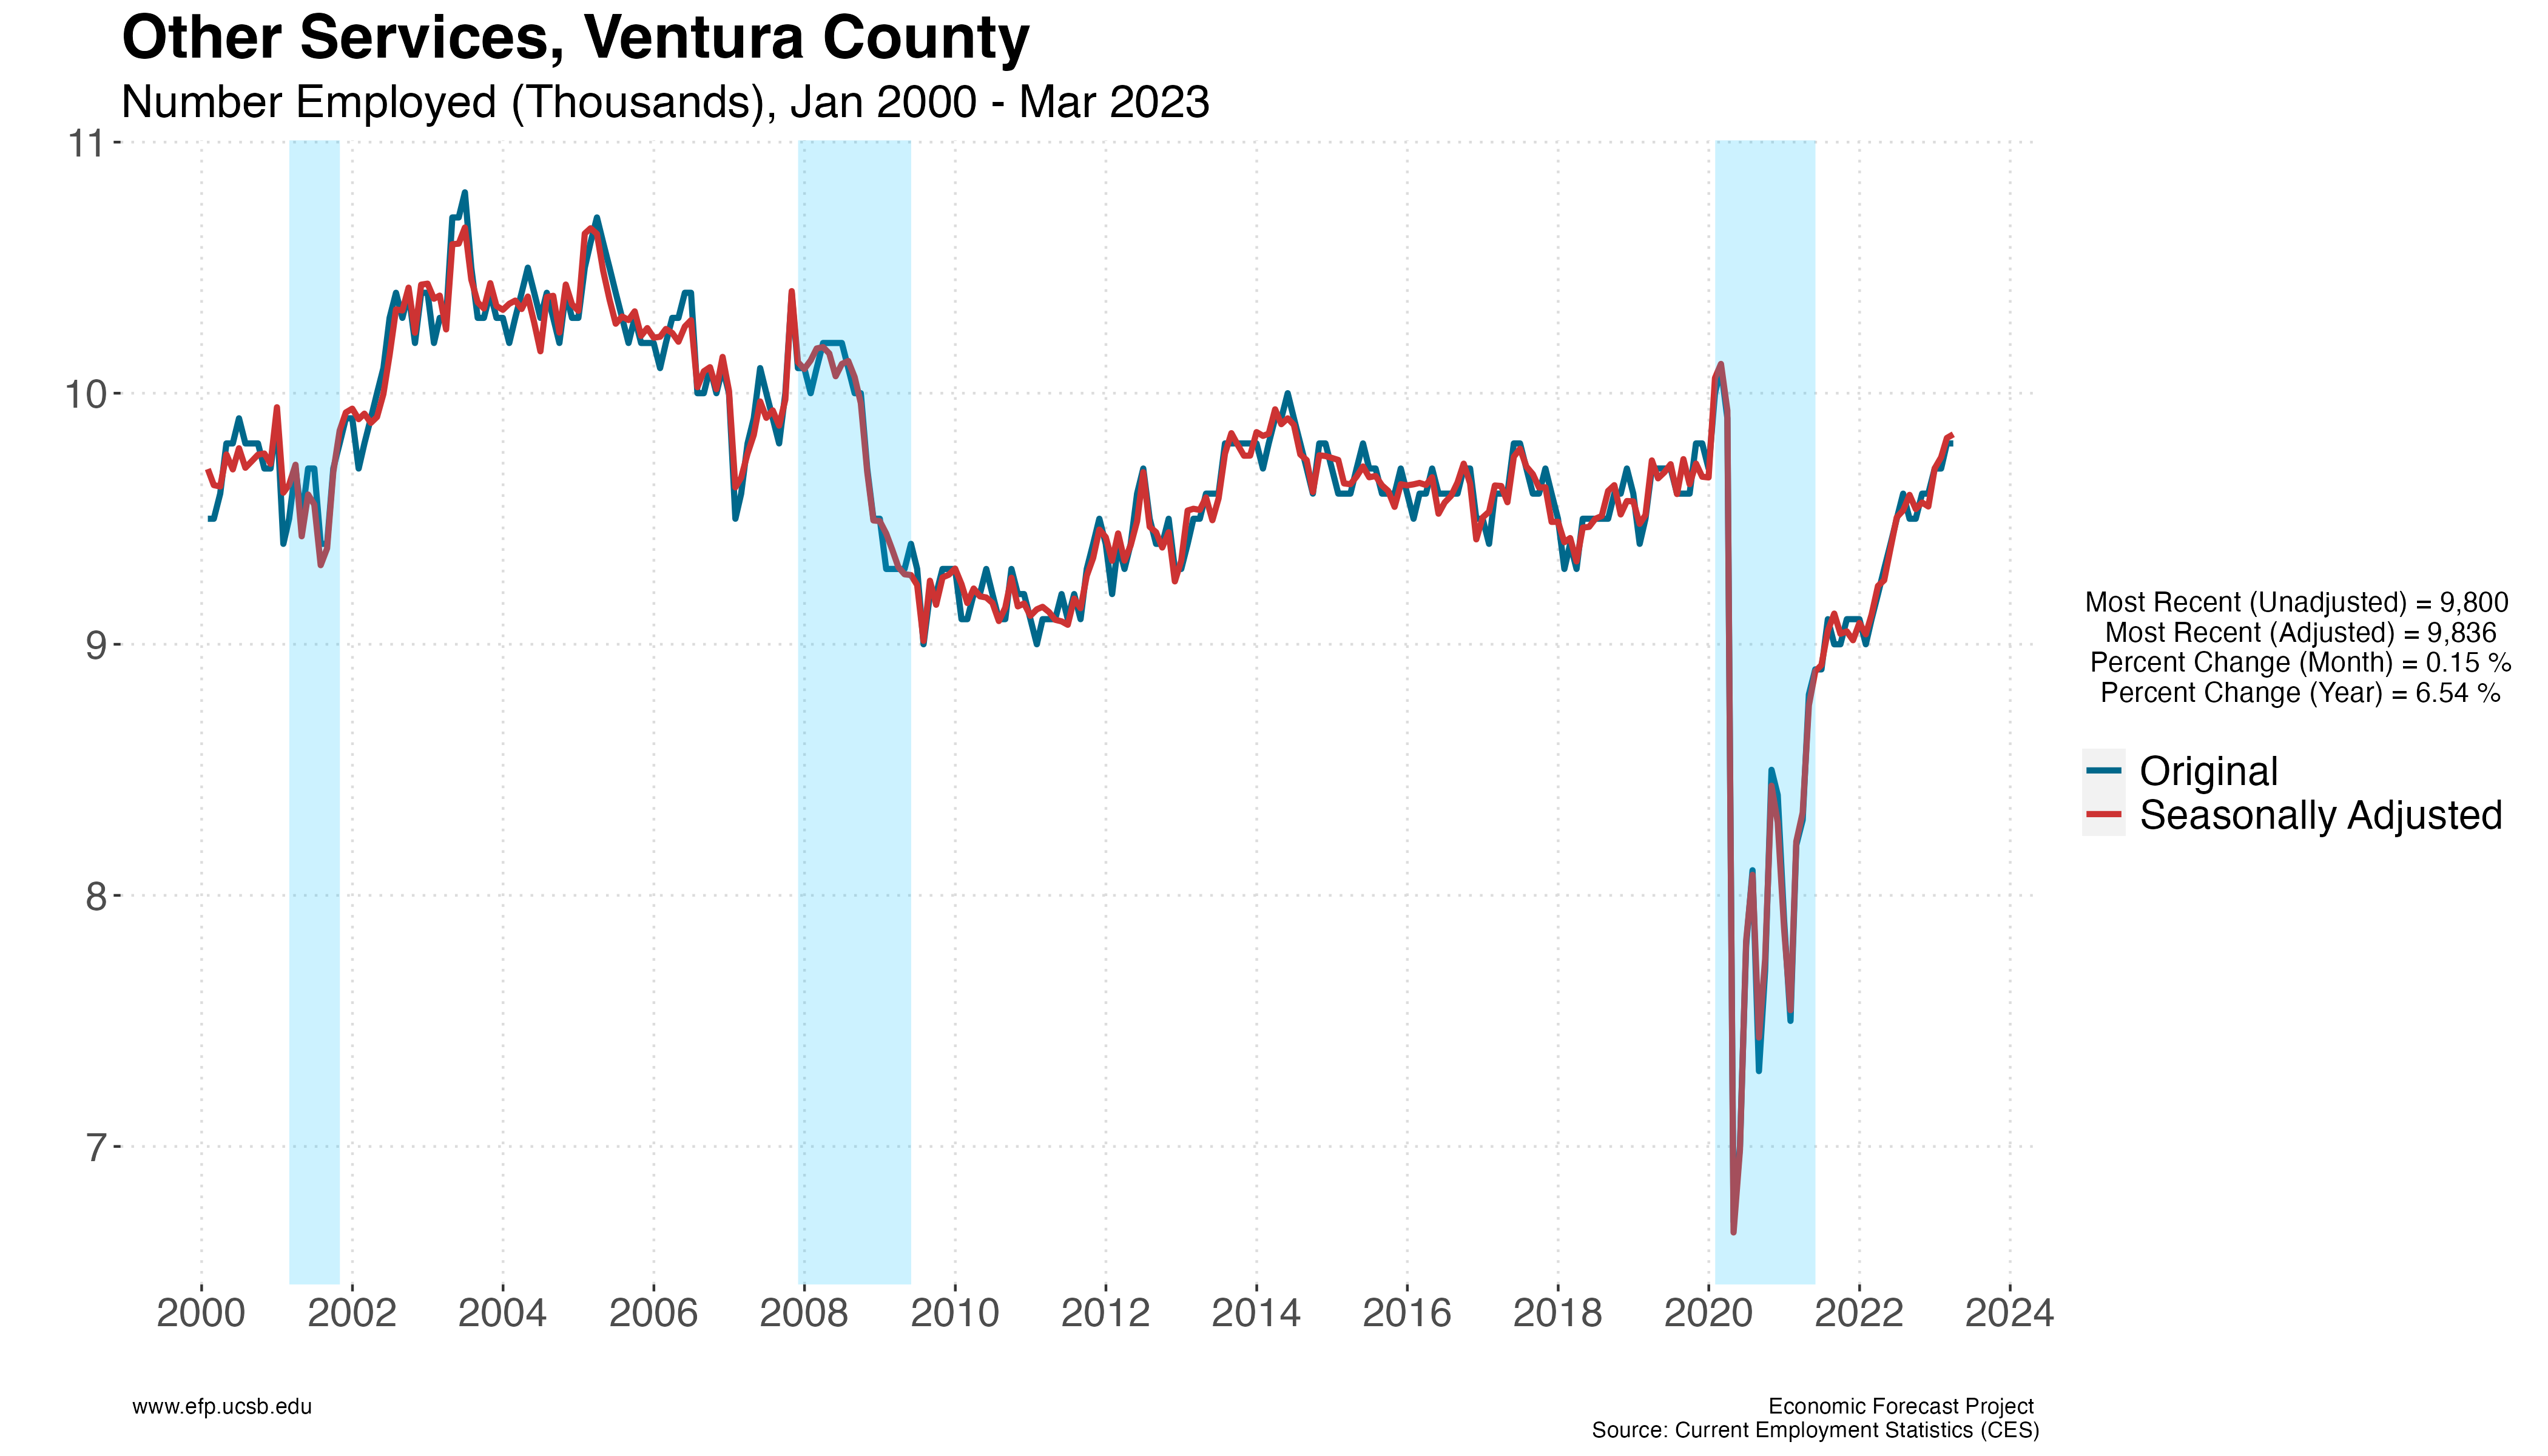 Other Services, Ventura County
Number Employed (Thousands), Jan 2000 - Mar 2023
11
10
9
8
7
2000 2002 2004 2006 2008 2010 2012 2014 2016 2018 2020 2022 2024
Most Recent (Unadjusted) = 9,800
Most Recent (Adjusted) = 9,836
Percent Change (Month) = 0.15 %
Percent Change (Year) = 6.54 %
Original
Seasonally Adjusted
www.efp.ucsb.edu
Economic Forecast Project
Source: Current Employment Statistics (CES)